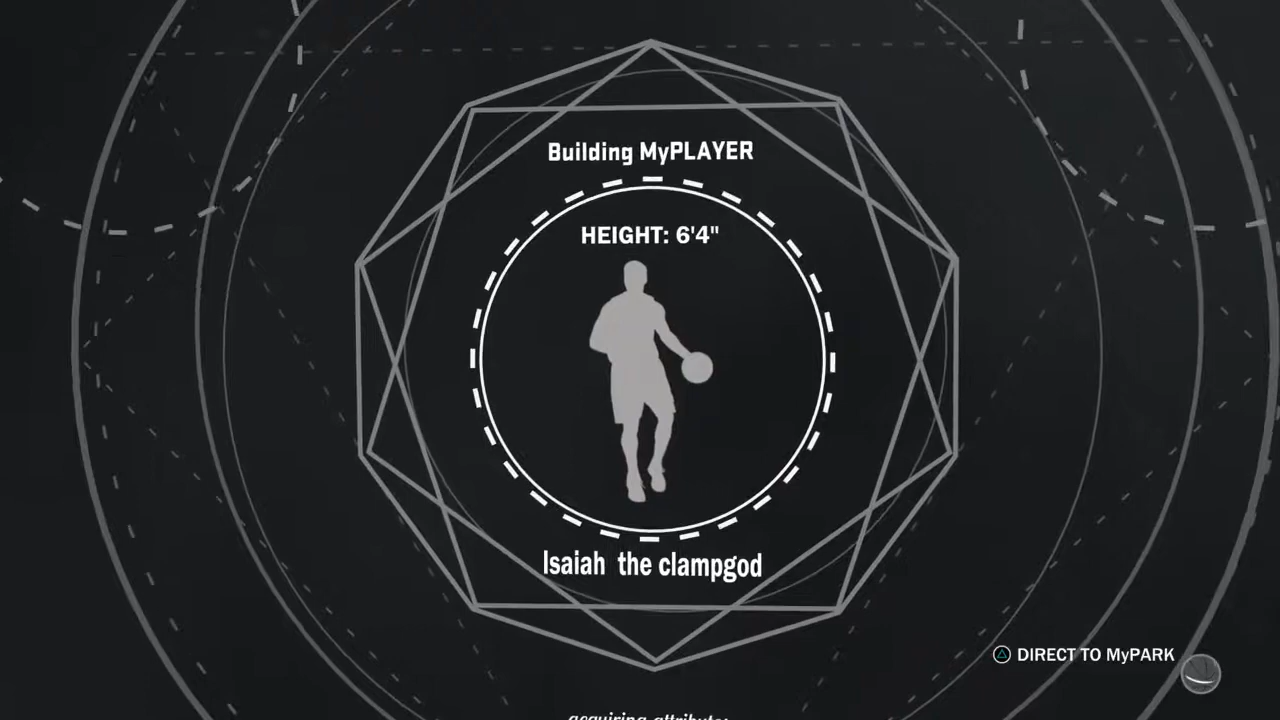 Building MyPLAYER
HEIGHT: 6'4"
Isaiah the clampgod
DIRECT TO MyPARK